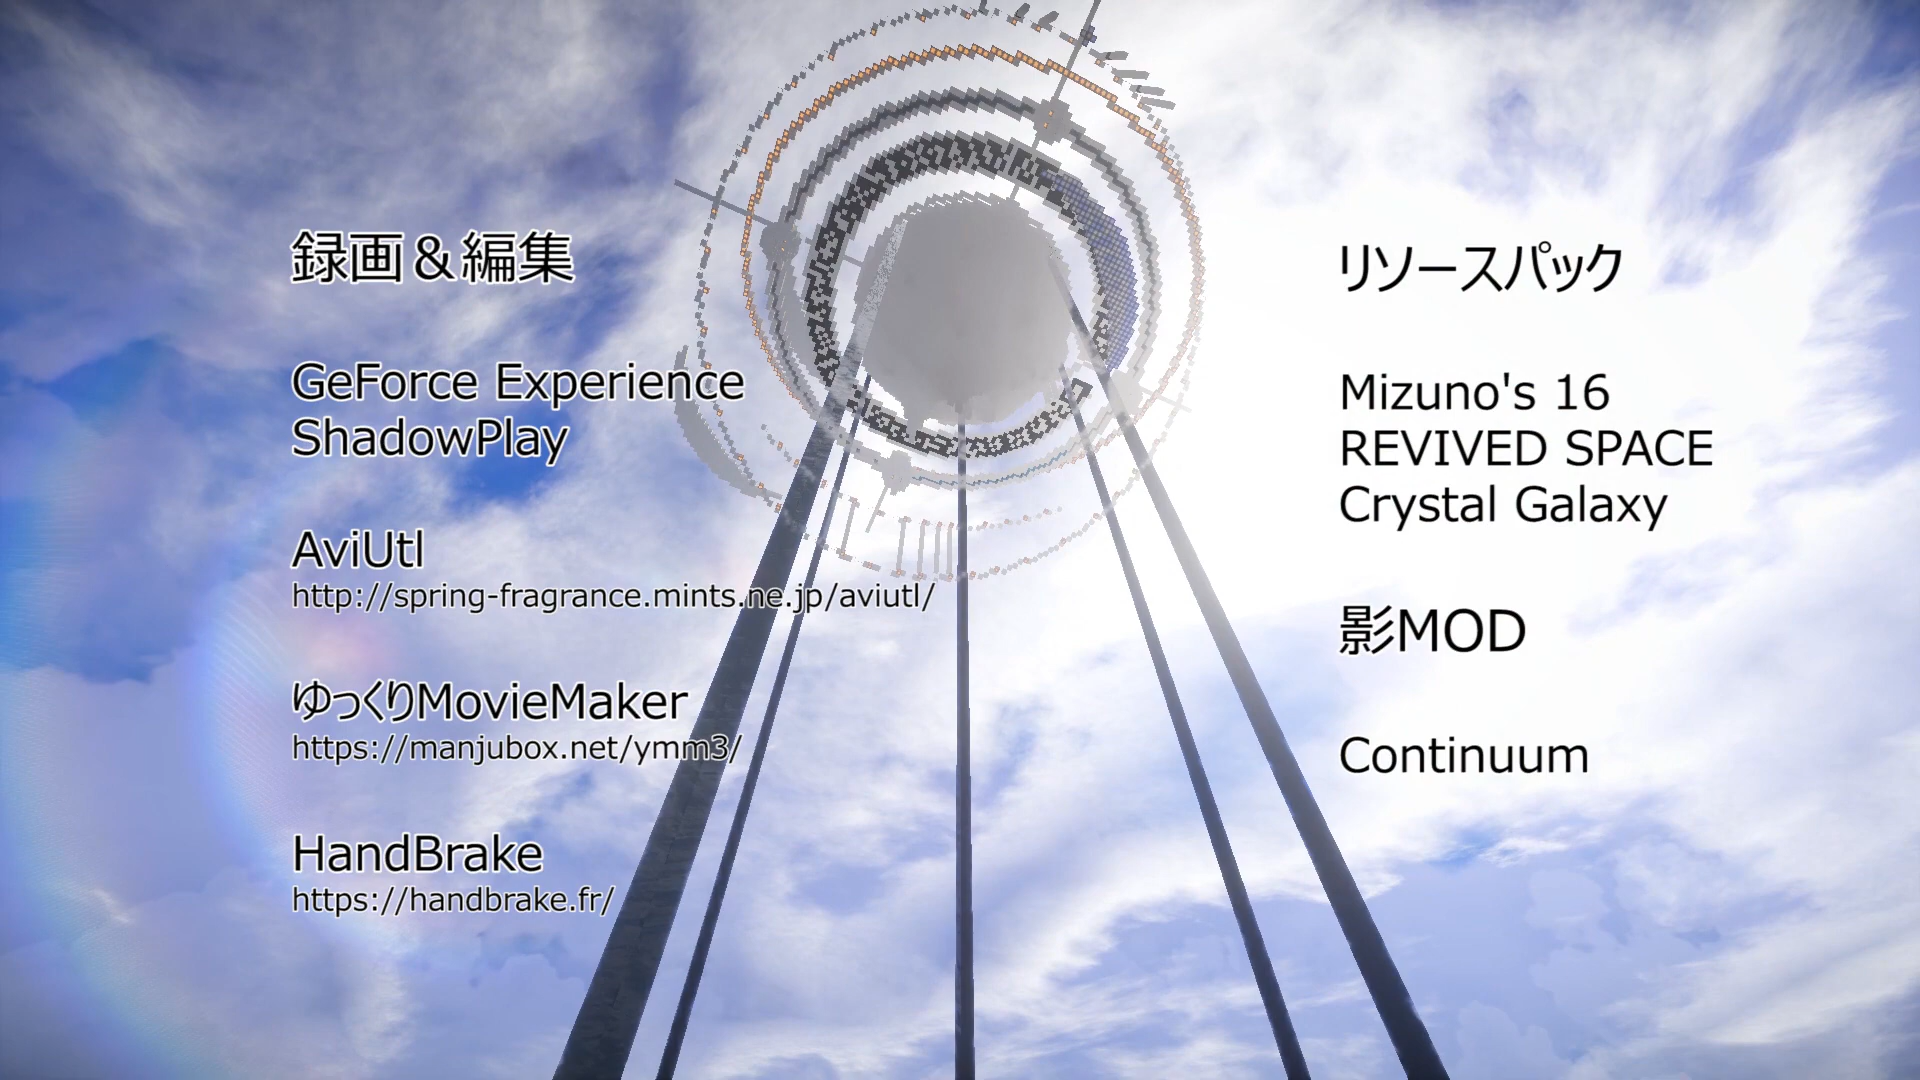 録画＆編集
GeForce Experience
ShadowPlay
AviUtl
http://spring-fragrance.mints.ne.jp/aviutl/
ゆっくりMovieMaker
https://manjubox.net/ymm3/
HandBrake
https://handbrake.fr/
リソースパック
Mizuno's 16
REVIVED SPACE
Crystal Galaxy
影MOD
Continuum